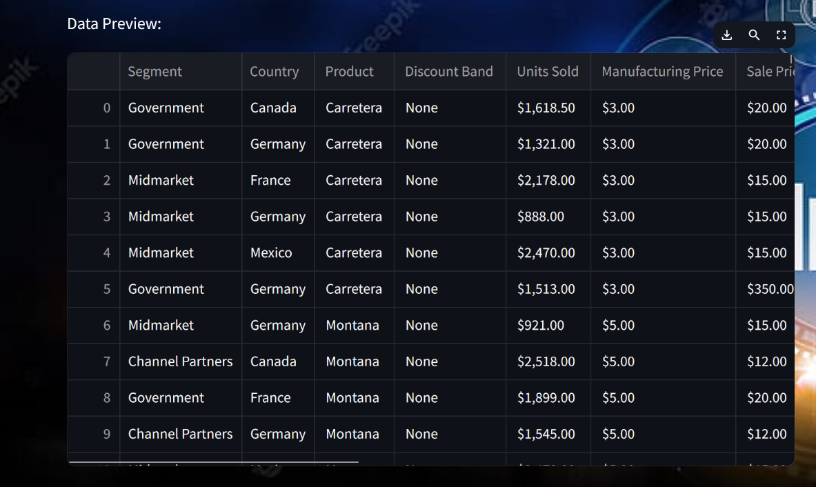 Data Preview:
Segment Country Product Discount Band Units Sold Manufacturing Price Sale
0 Government Canada Carretera None $1,618.50 $3.00 $20.00
1 Government Germany Carretera None $1,321.00 $3.00 $20.00
2 Midmarket France Carretera None $2,178.00 $3.00 $15.00
3 Midmarket Germany Carretera None $888.00 $3.00 $15.00
4 Midmarket Mexico Carretera None $2,470.00 $3.00 $15.00
5 Government Germany Carretera None $1,513.00 $3.00 $350.00
6 Midmarket Germany Montana None $921.00 $5.00 $15.00
7 Channel Partners Canada Montana None $2,518.00 $5.00 $12.00
8 Government France Montana None $1,899.00 $5.00 $20.00
9 Channel Partners Germany Montana None $1,545.00 $5.00 $12.00